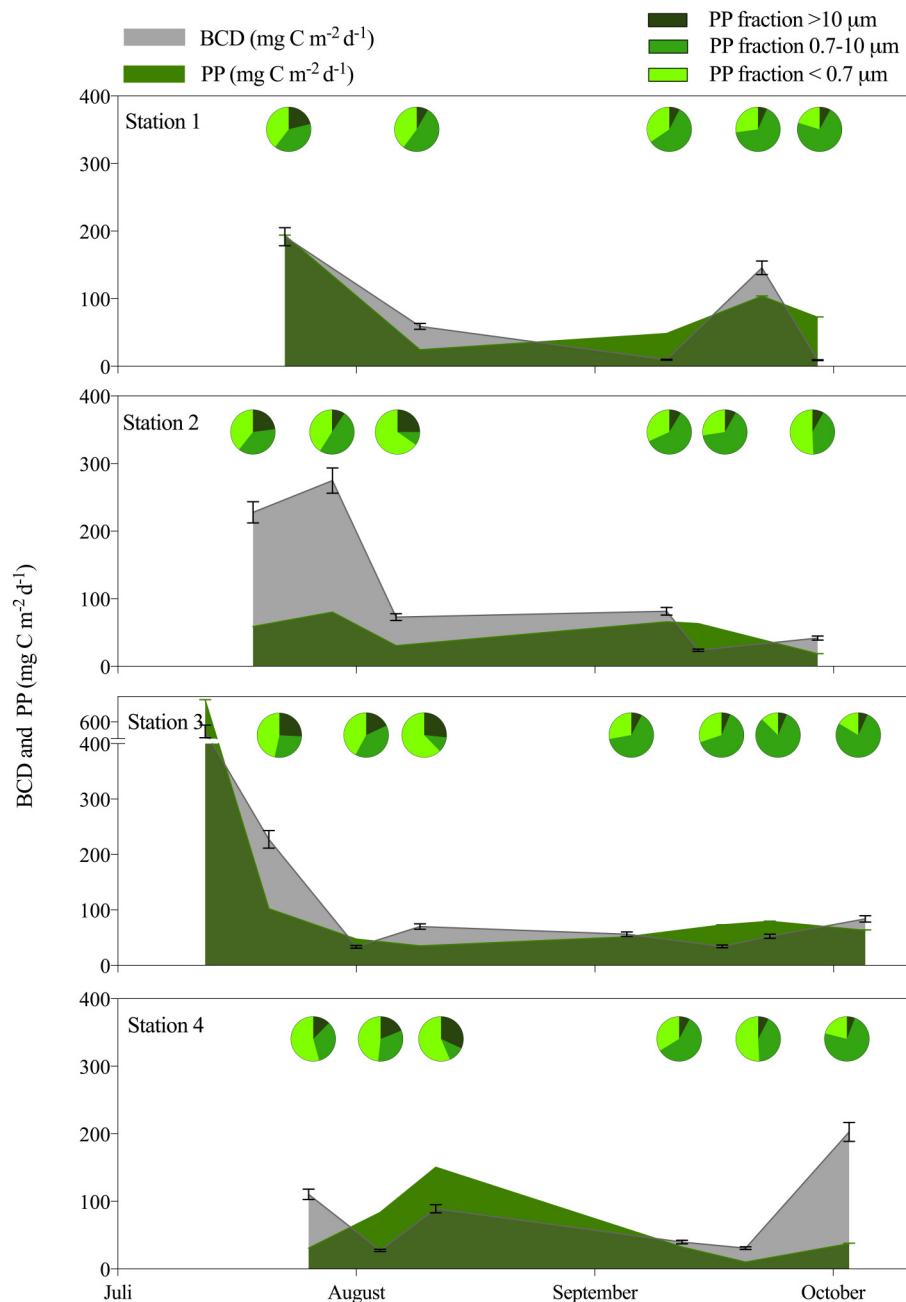 BCD (mg C m⁻² d⁻¹)
PP (mg C m⁻² d⁻¹)
PP fraction >10 μm
PP fraction 0.7-10 μm
PP fraction < 0.7 μm
BCD and PP (mg C m⁻² d⁻¹)
Station 1
400
300
200
100
0
Station 2
400
300
200
100
0
Station 3
600
400
300
200
100
0
Station 4
400
300
200
100
0
Juli August September October